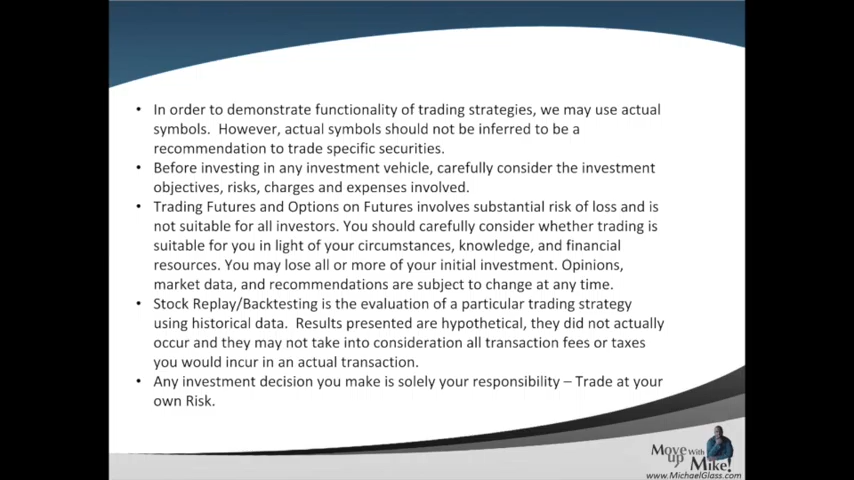 • In order to demonstrate functionality of trading strategies, we may use actual
symbols.  However, actual symbols should not be inferred to be a
recommendation to trade specific securities.
• Before investing in any investment vehicle, carefully consider the investment
objectives, risks, charges and expenses involved.
• Trading Futures and Options on Futures involves substantial risk of loss and is
not suitable for all investors. You should carefully consider whether trading is
suitable for you in light of your circumstances, knowledge, and financial
resources. You may lose all or more of your initial investment. Opinions,
market data, and recommendations are subject to change at any time.
• Stock Replay/Backtesting is the evaluation of a particular trading strategy
using historical data.  Results presented are hypothetical, they did not actually
occur and they may not take into consideration all transaction fees or taxes
you would incur in an actual transaction.
• Any investment decision you make is solely your responsibility – Trade at your
own Risk.
Move With
up Mike!
www.MichaelGlass.com